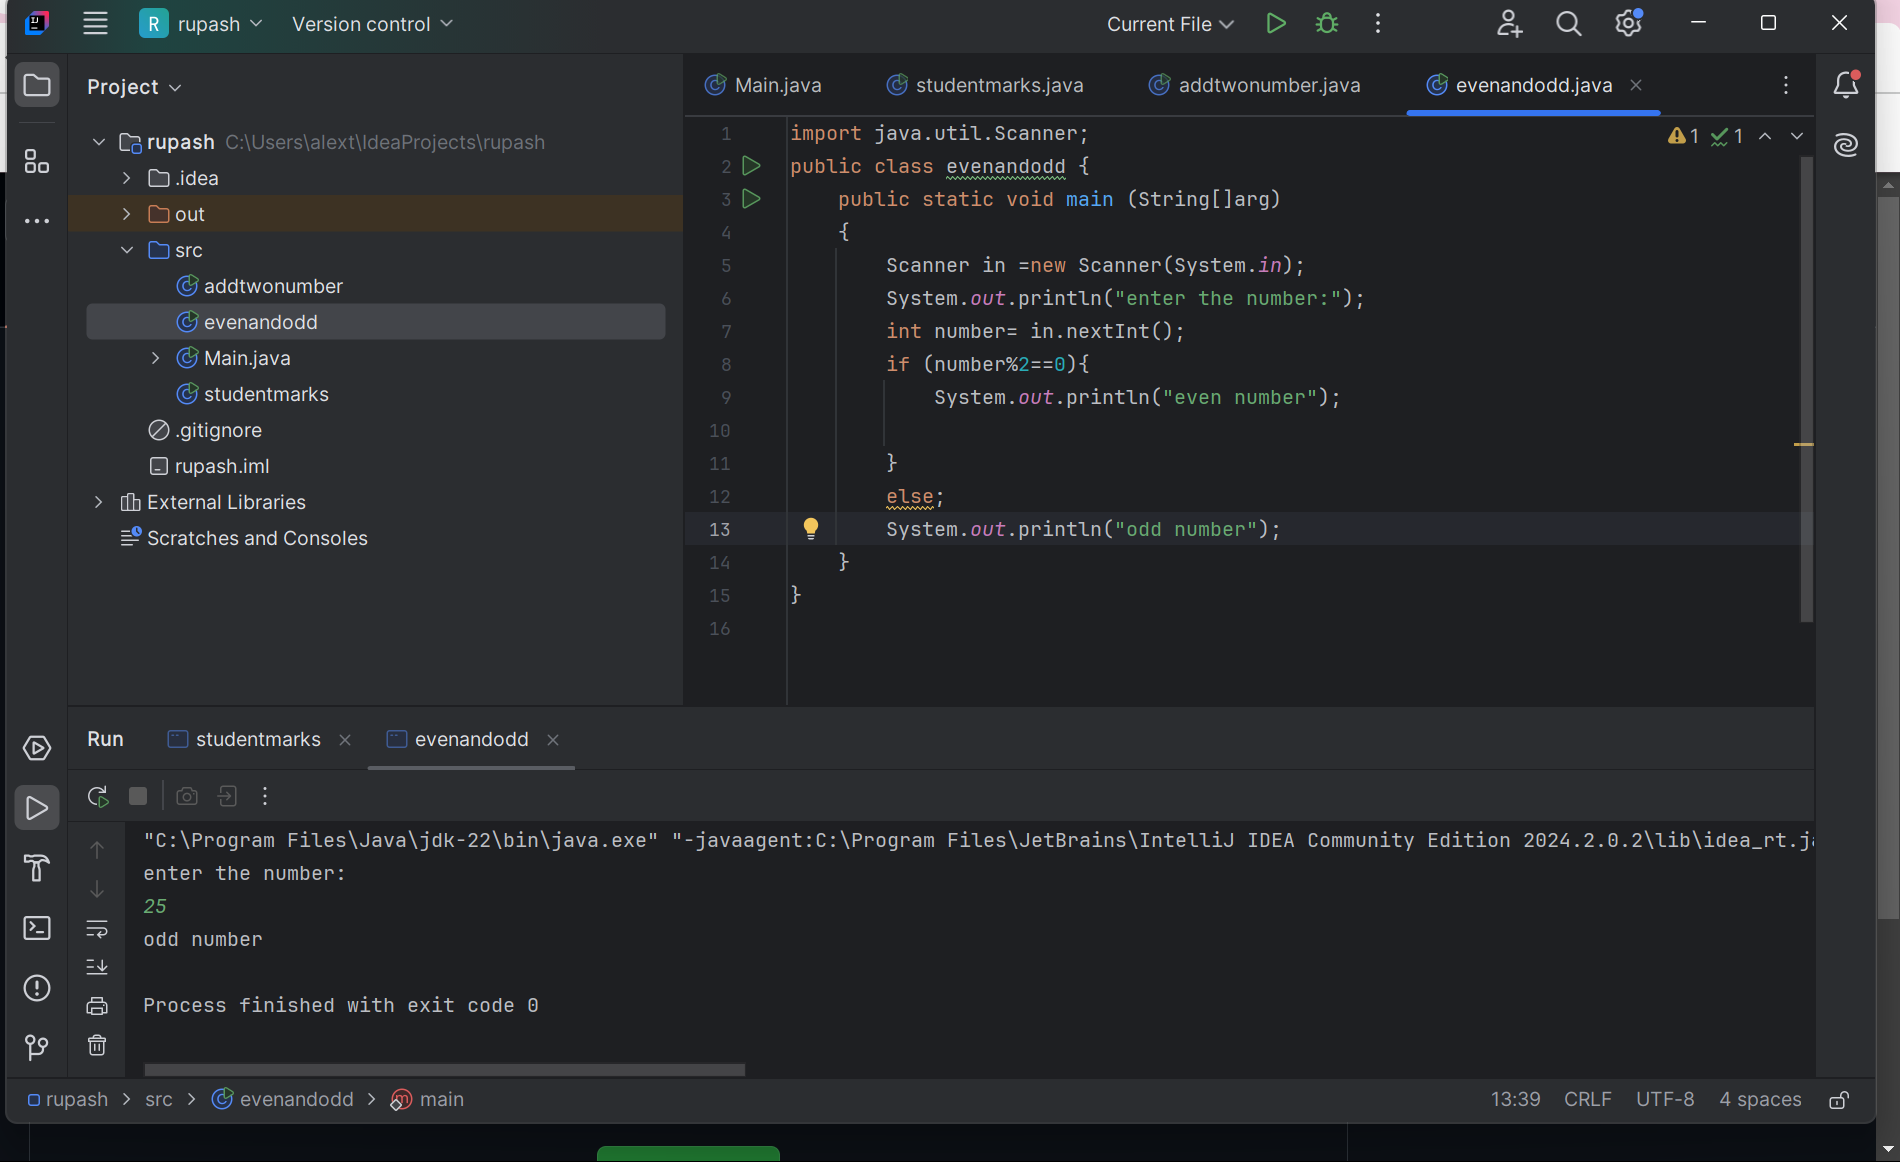 R rupash Version control Current File
Project
Main.java studentmarks.java addtwonumber.java evenandodd.java
rupash C:\Users\alext\IdeaProjects\rupash
.idea
out
src
addtwonumber
evenandodd
Main.java
studentmarks
.gitignore
rupash.iml
External Libraries
Scratches and Consoles
1 1
1 import java.util.Scanner;
2 public class evenandodd {
3 public static void main (String[]arg)
4 {
5 Scanner in =new Scanner(System.in);
6 System.out.println("enter the number:");
7 int number= in.nextInt();
8 if (number%2==0){
9 System.out.println("even number");
10
11 }
12 else;
13 System.out.println("odd number");
14 }
15 }
16
Run studentmarks evenandodd
"C:\Program Files\Java\jdk-22\bin\java.exe" "-javaagent:C:\Program Files\JetBrains\IntelliJ IDEA Community Edition 2024.2.0.2\lib\idea_rt.ja
enter the number:
25
odd number
Process finished with exit code 0
rupash > src > evenandodd > main 13:39 CRLF UTF-8 4 spaces